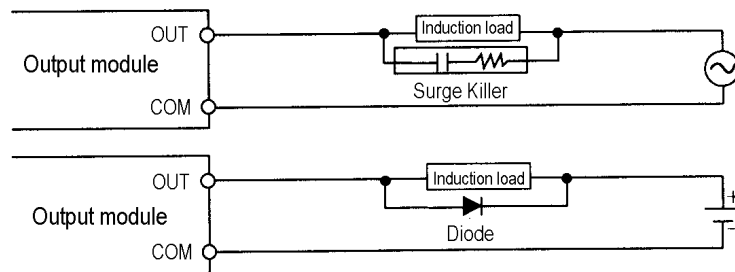 OUT
Induction load
Output module
Surge Killer
COM
OUT
Induction load
Output module
Diode
COM
+
−